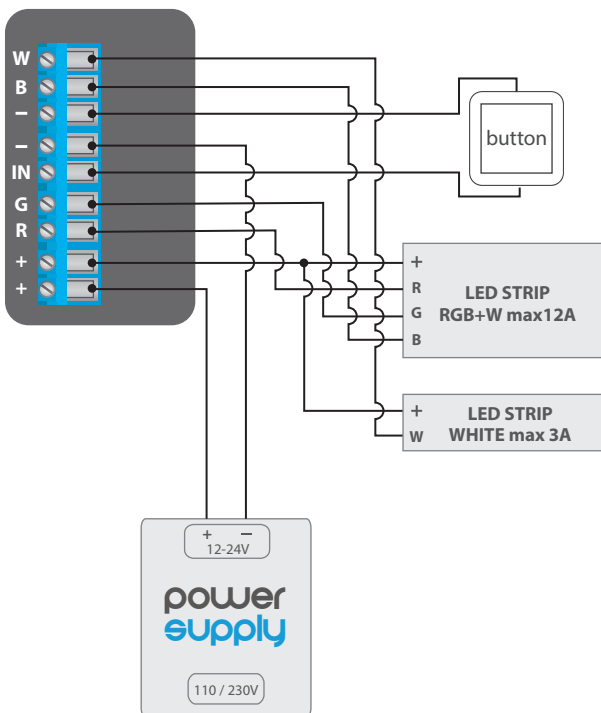 W
B
−
−
IN
G
R
+
+
button
+
R
G
B
LED STRIP
RGB+W max12A
+
W
LED STRIP
WHITE max 3A
+ −
12-24V
power
supply
110 / 230V